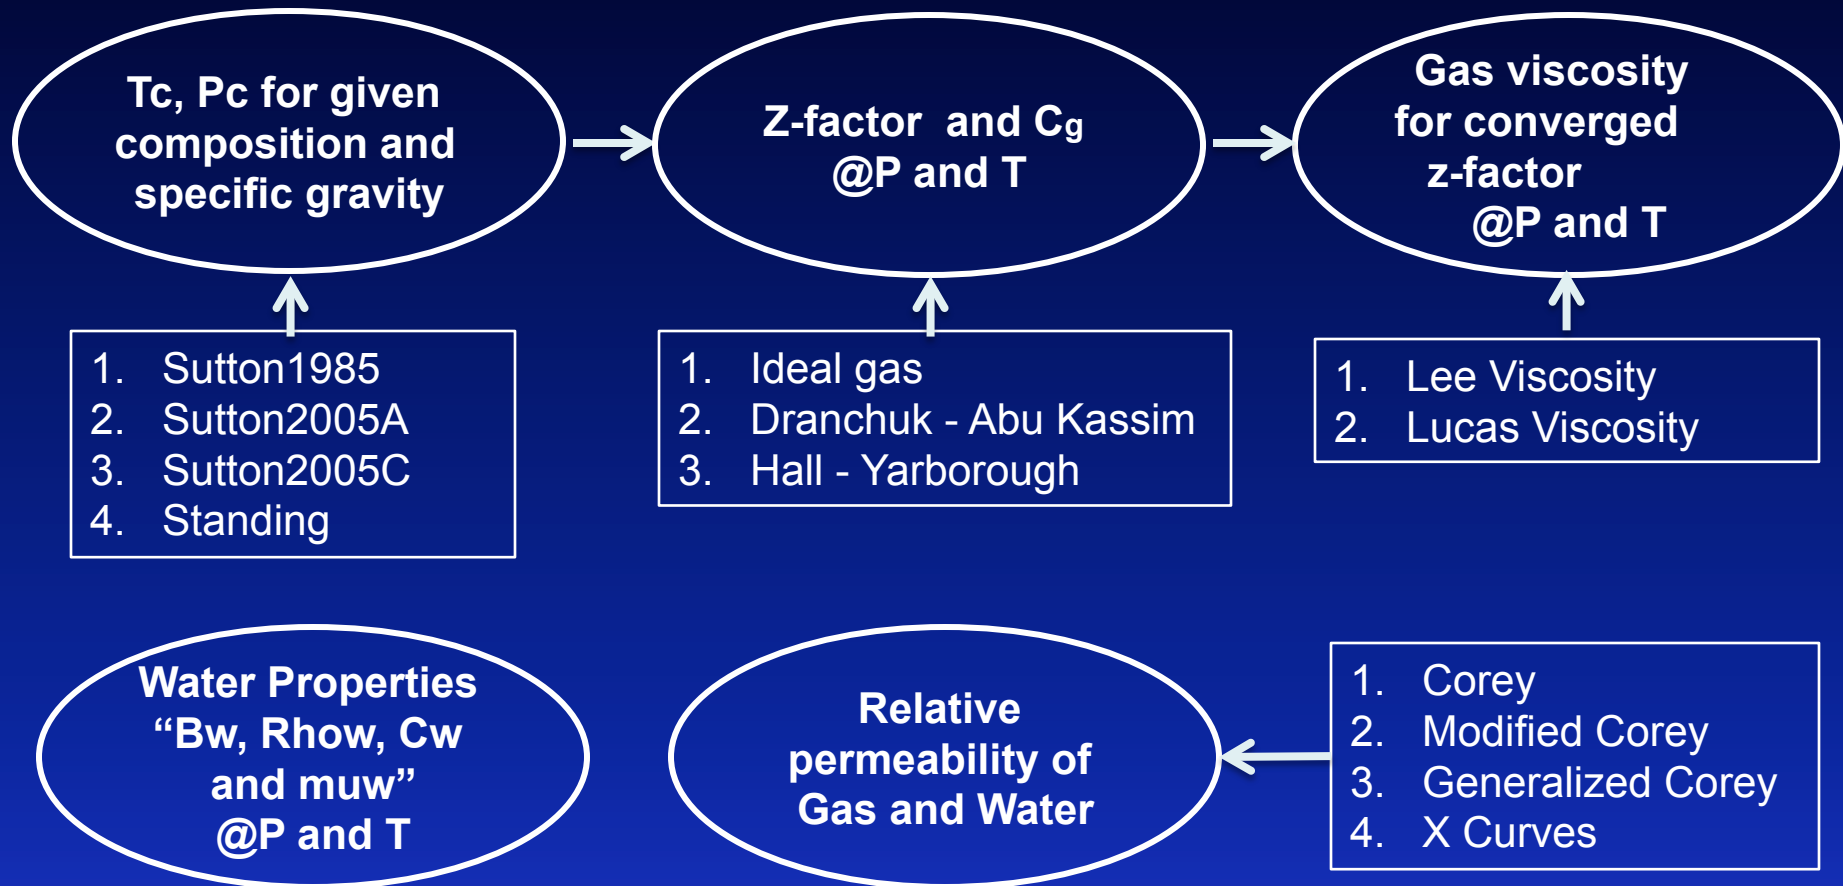 Tc, Pc for given
composition and
specific gravity
Z-factor and Cg
@P and T
Gas viscosity
for converged
z-factor
@P and T
1. Sutton1985
2. Sutton2005A
3. Sutton2005C
4. Standing
1. Ideal gas
2. Dranchuk - Abu Kassim
3. Hall - Yarborough
1. Lee Viscosity
2. Lucas Viscosity
Water Properties
“Bw, Rhow, Cw
and muw”
@P and T
Relative
permeability of
Gas and Water
1. Corey
2. Modified Corey
3. Generalized Corey
4. X Curves